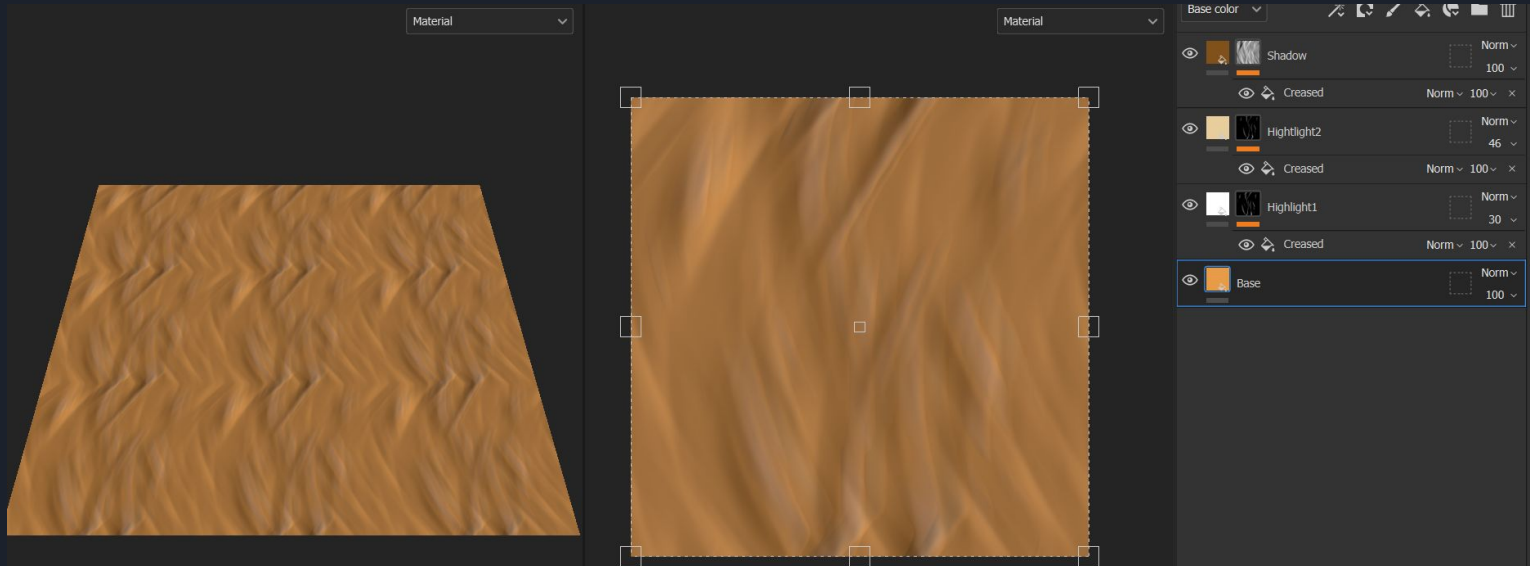 Material
Material
Base color
Shadow
Norm
100
Creased
Norm 100
Hightlight2
Norm
46
Creased
Norm 100
Highlight1
Norm
30
Creased
Norm 100
Base
Norm
100